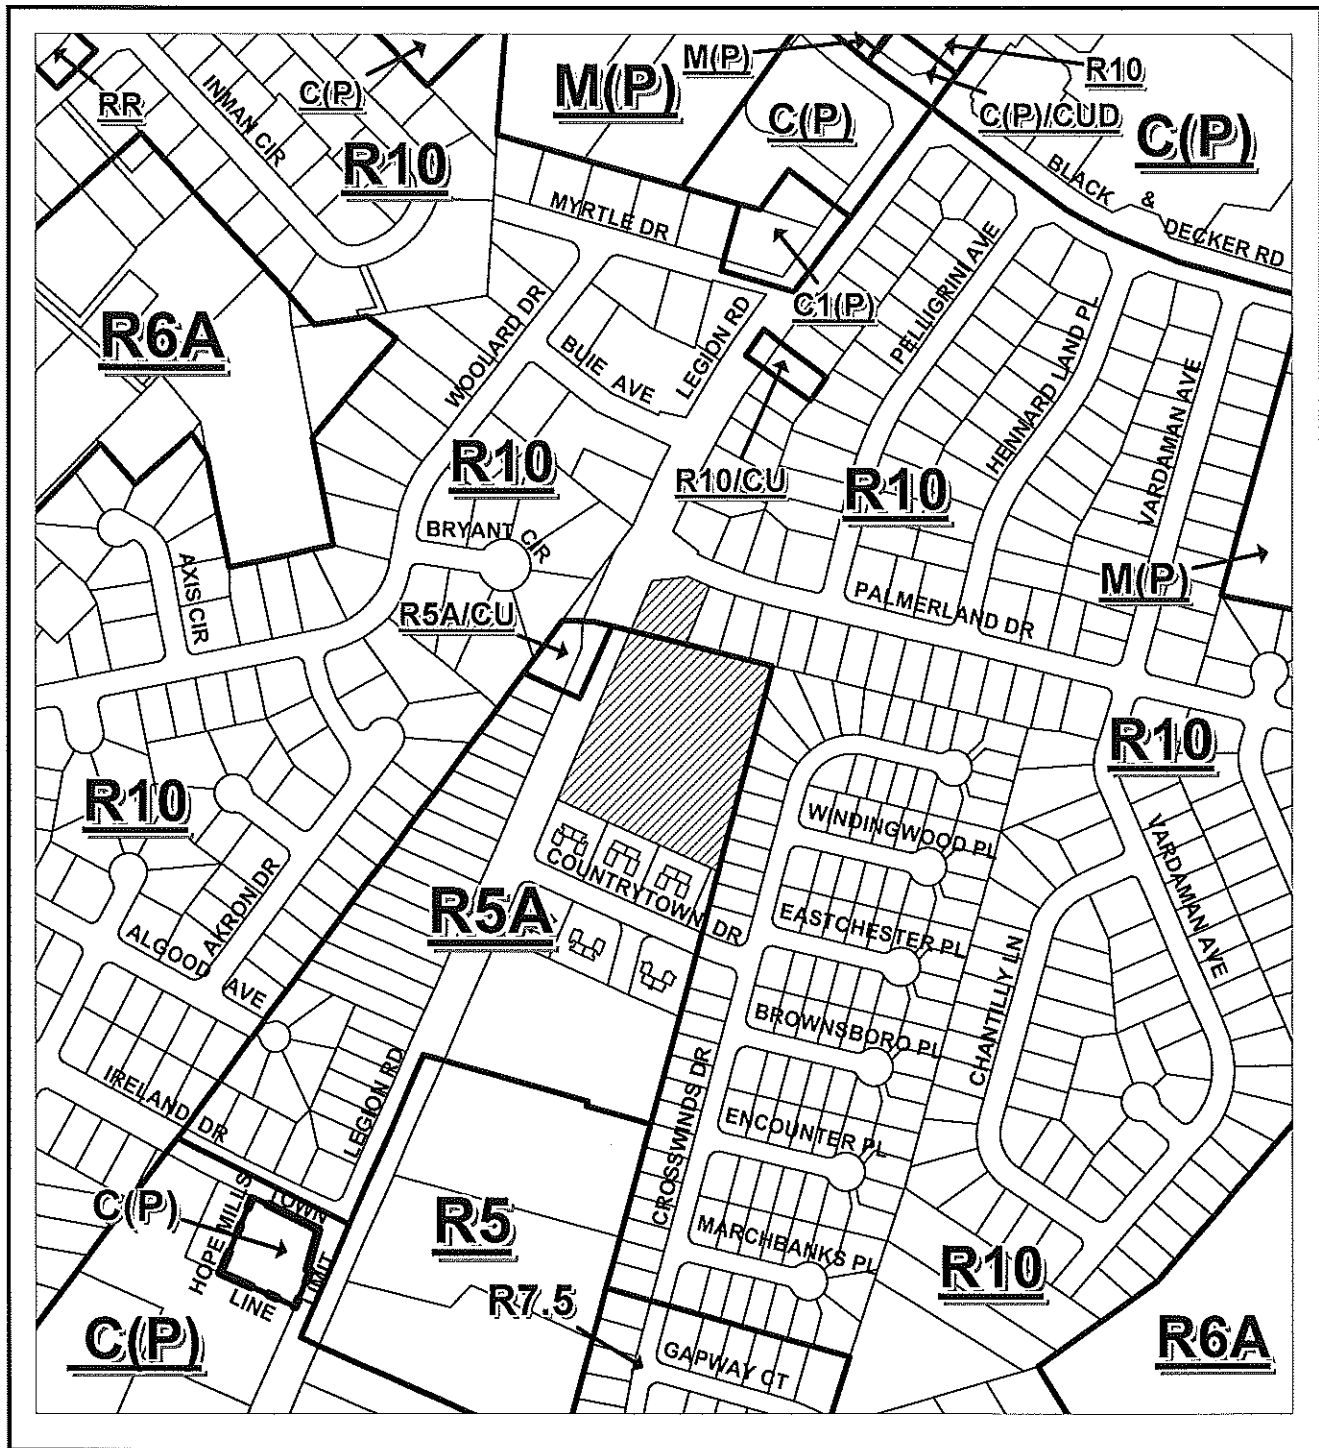 M(P)
R10
RR
INMAN CIR
C(P)
M(P)
C(P)
C(P)/CUD
C(P)
R10
BLACK & DECKER RD
MYRTLE DR
PELLIGRINI AVE
C1(P)
WOOLARD DR
LEGION RD
HENNARD LAND PL
R6A
BUIE AVE
VARDAMAN AVE
R10
R10/CU
R10
BRYANT CIR
AXIS CIR
M(P)
PALMERLAND DR
R5A/CU
R10
R10
WINDINGWOOD PL
VARDAMAN AVE
COUNTRYTOWN DR
AKRON DR
R5A
EASTCHESTER PL
ALGOOD AVE
BROWNSBORO PL
CHANTILLY LN
IRELAND DR
LEGION RD
CROSSWINDS DR
ENCOUNTER PL
C(P)
HOPE MILLS
TOWN
LIMIT
LINE
R5
MARCHBANKS PL
R10
R7.5
C(P)
GAPWAY CT
R6A